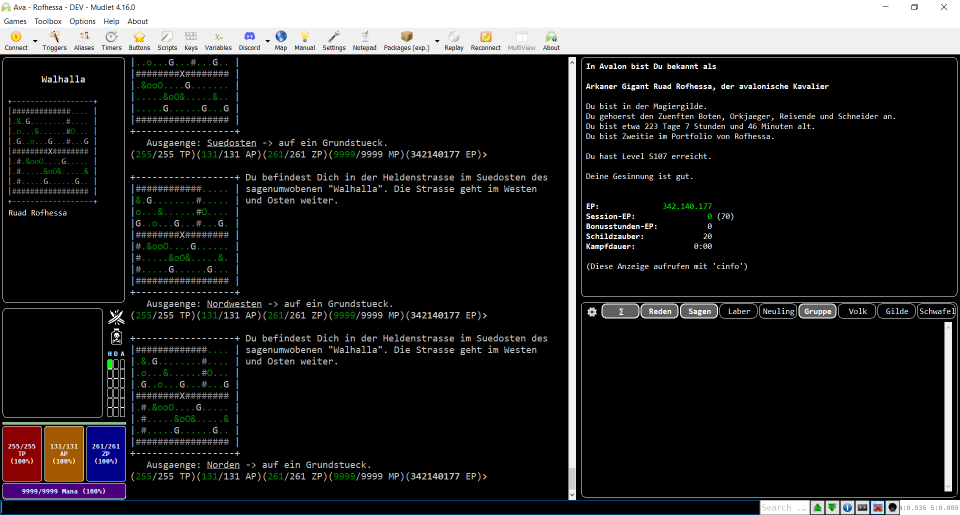 Ava - Rofhessa - DEV - Mudlet 4.16.0
Games Toolbox Options Help About
Connect Triggers Aliases Timers Buttons Scripts Keys Variables Discord Map Manual Settings Notepad Packages (exp.) Replay Reconnect MultiView About
Walhalla
+------------------+
|#############.... |
|.&.G........#.... |
|.o...&......#O... |
|.G..o...G...#...G |
|########X######## |
|.#.&ooO....G..... |
|.#.....&oO&.....& |
|.#.....G......G.. |
|################# |
+------------------+
Ruad Rofhessa
|..o...G...#...G.. |
|########X######## |
|.&ooO....G....... |
|.....&oO&.....&.. |
|.....G......G...G |
|################# |
+------------------+
Ausgaenge: Suedosten -> auf ein Grundstueck.
(255/255 TP)(131/131 AP)(261/261 ZP)(9999/9999 MP)(342140177 EP)>
+------------------+ Du befindest Dich in der Heldenstrasse im Suedosten des
|############..... | sagenumwobenen "Walhalla". Die Strasse geht im Westen
|&.G........#..... | und Osten weiter.
|o...&......#O.... |
|G..o...G...#...G. |
|########X######## |
|#.&ooO....G...... |
|#.....&oO&.....&. |
|#.....G......G... |
|################# |
+------------------+
Ausgaenge: Nordwesten -> auf ein Grundstueck.
(255/255 TP)(131/131 AP)(261/261 ZP)(9999/9999 MP)(342140177 EP)>
+------------------+ Du befindest Dich in der Heldenstrasse im Suedosten des
|#############.... | sagenumwobenen "Walhalla". Die Strasse geht im Westen
|.&.G........#.... | und Osten weiter.
|.o...&......#O... |
|.G..o...G...#...G |
|########X######## |
|.#.&ooO....G..... |
|.#.....&oO&.....& |
|.#.....G......G.. |
|################# |
+------------------+
Ausgaenge: Norden -> auf ein Grundstueck.
(255/255 TP)(131/131 AP)(261/261 ZP)(9999/9999 MP)(342140177 EP)>
H D A
255/255 TP (100%)
131/131 AP (100%)
261/261 ZP (100%)
9999/9999 Mana (100%)
In Avalon bist Du bekannt als
Arkaner Gigant Ruad Rofhessa, der avalonische Kavalier
Du bist in der Magiergilde.
Du gehoerst den Zuenften Boten, Orkjaeger, Reisende und Schneider an.
Du bist etwa 223 Tage 7 Stunden und 46 Minuten alt.
Du bist Zweitie im Portfolio von Rofhessa.
Du hast Level S107 erreicht.
Deine Gesinnung ist gut.
EP: 342.140.177
Session-EP: 0 (70)
Bonusstunden-EP: 0
Schildzauber: 20
Kampfdauer: 0:00
(Diese Anzeige aufrufen mit 'cinfo')
Σ Reden Sagen Laber Neuling Gruppe Volk Gilde Schwafel
Search ...
N:0.036 S:0.000